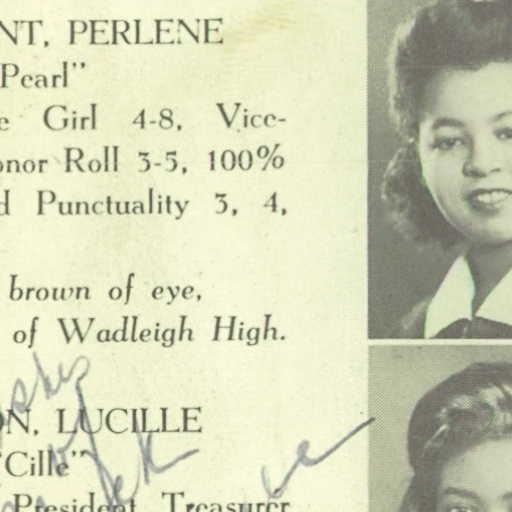 NT, PERLENE
Pearl"
e Girl 4-8, Vice-
onor Roll 3-5, 100%
d Punctuality 3, 4,
brown of eye,
of Wadleigh High.
ON, LUCILLE
"Cille"
President Treasurer